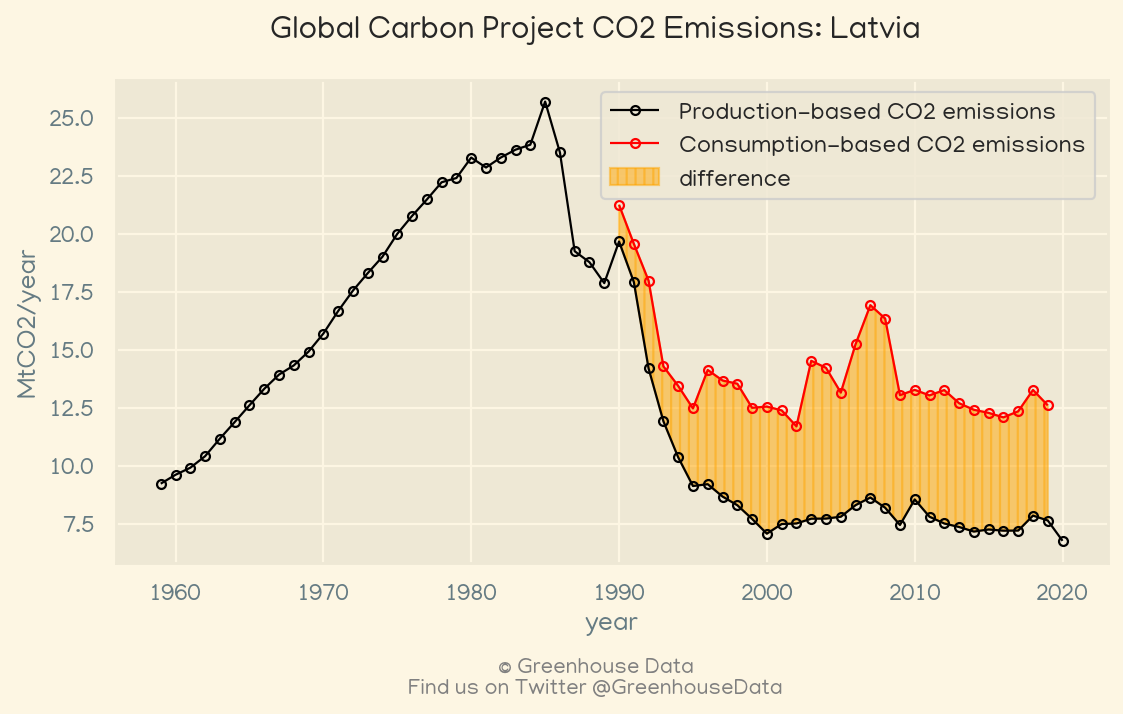 Global Carbon Project CO2 Emissions: Latvia
Production-based CO2 emissions
Consumption-based CO2 emissions
difference
MtCO2/year
25.0
22.5
20.0
17.5
15.0
12.5
10.0
7.5
1960 1970 1980 1990 2000 2010 2020
year
© Greenhouse Data
Find us on Twitter @GreenhouseData